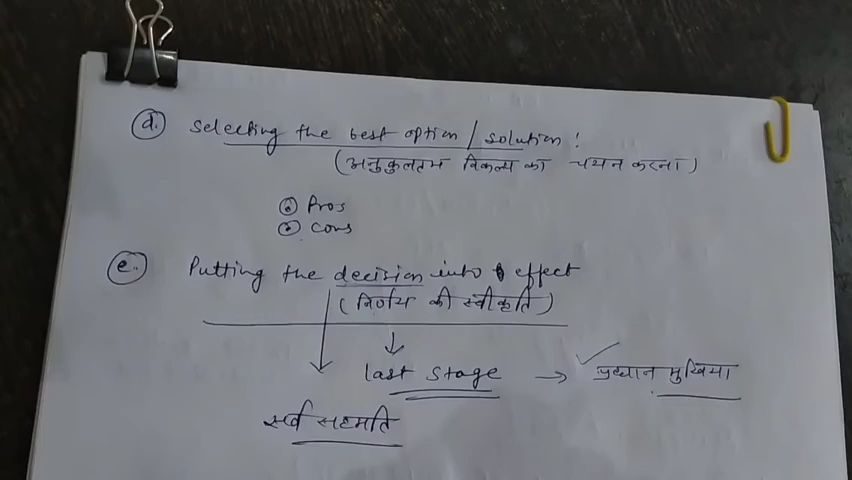 d. Selecting the best option / solution :
(अनुकुलतम विकल्प का चयन करना)
⊙ Pros
⊙ Cons
e. Putting the decision into effect
(निर्णय की स्वीकृति)
last stage → प्रधान मुखिया
सर्व सहमति